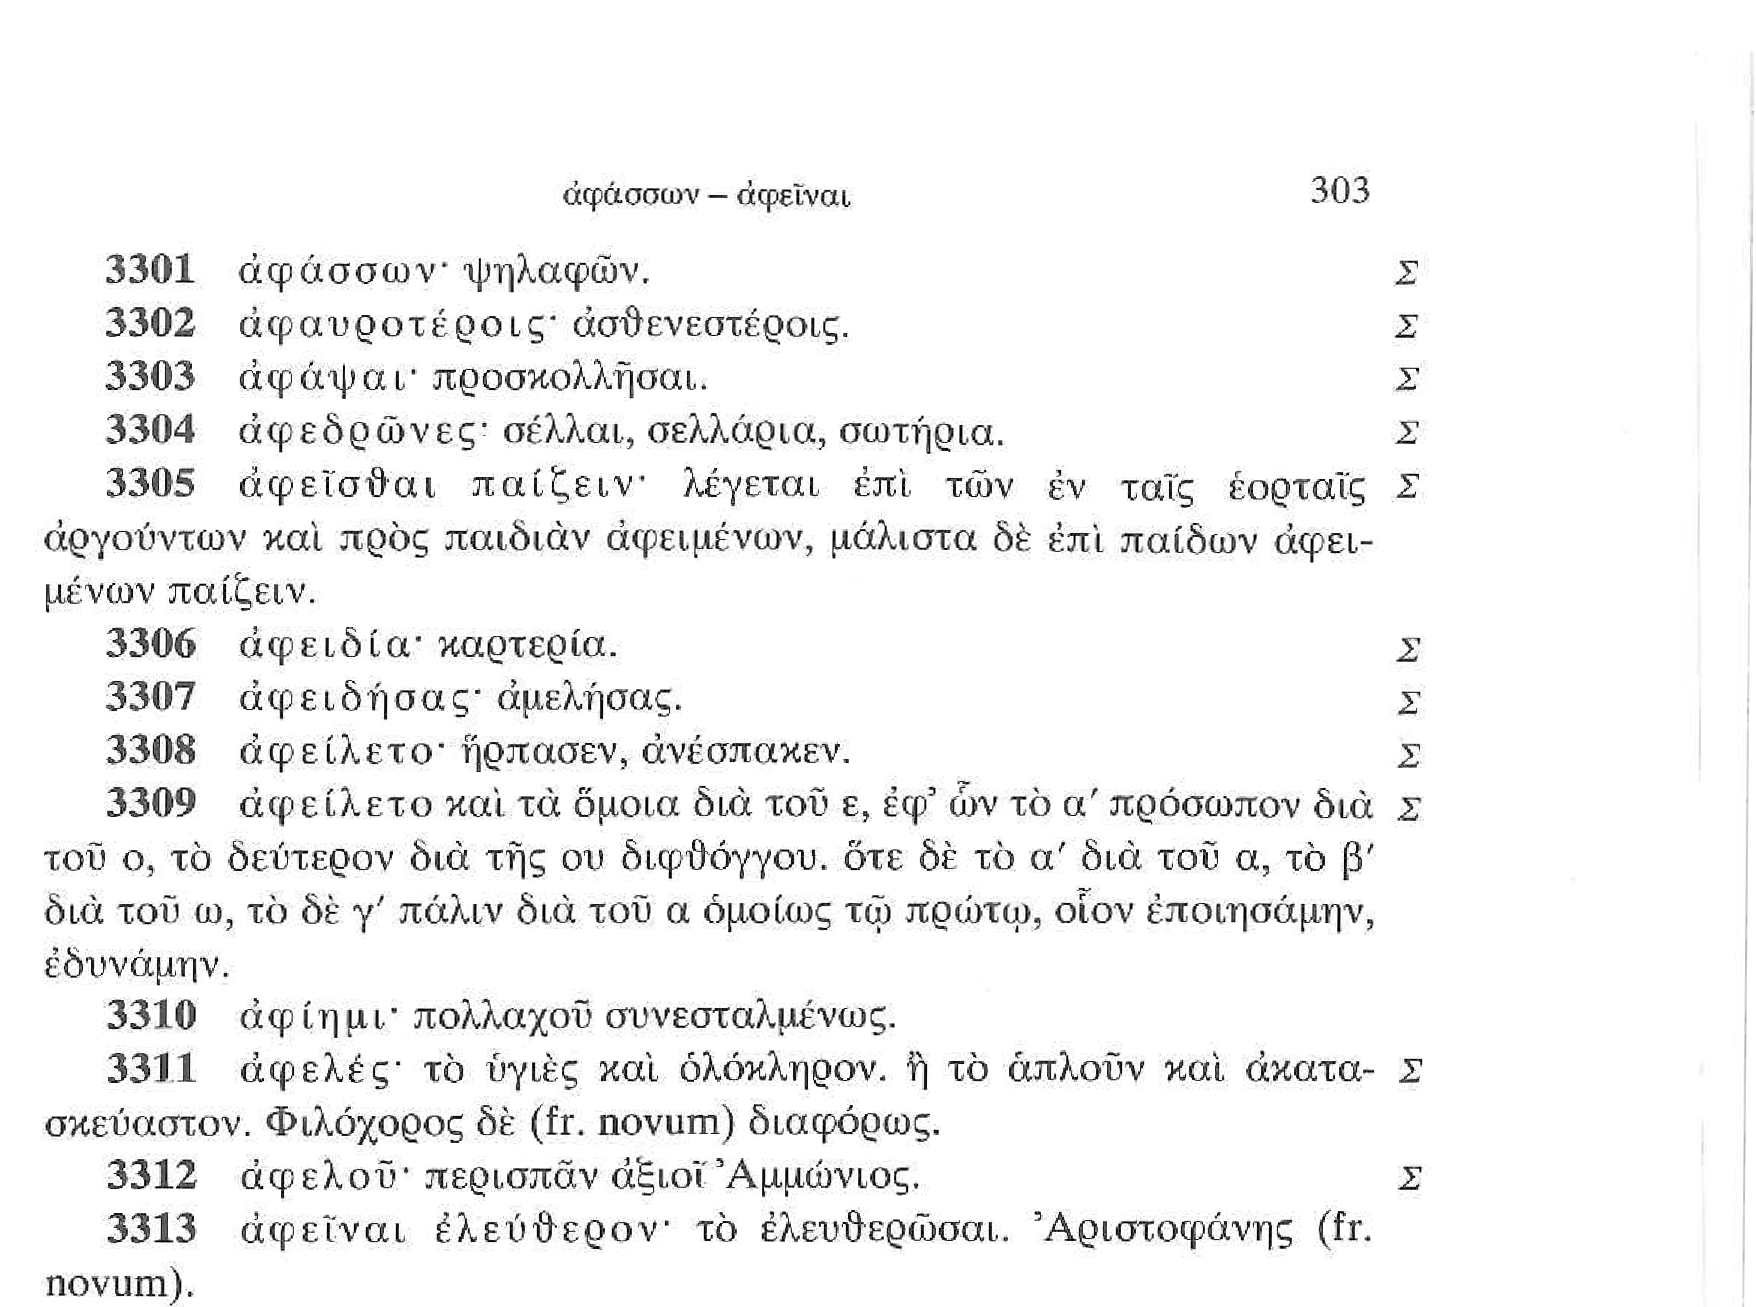 ἀφάσσων – ἀφεῖναι 303
3301 ἀφάσσων· ψηλαφῶν. Σ
3302 ἀφαυροτέροις· ἀσθενεστέροις. Σ
3303 ἀφάψαι· προσκολλῆσαι. Σ
3304 ἀφεδρῶνες· σέλλαι, σελλάρια, σωτήρια. Σ
3305 ἀφεῖσθαι παίζειν· λέγεται ἐπὶ τῶν ἐν ταῖς ἑορταῖς Σ
ἀργούντων καὶ πρὸς παιδιὰν ἀφειμένων, μάλιστα δὲ ἐπὶ παίδων ἀφει-
μένων παίζειν.
3306 ἀφειδία· καρτερία. Σ
3307 ἀφειδήσας· ἀμελήσας. Σ
3308 ἀφείλετο· ἥρπασεν, ἀνέσπακεν. Σ
3309 ἀφείλετο καὶ τὰ ὅμοια διὰ τοῦ ε, ἐφ’ ὧν τὸ α′ πρόσωπον διὰ Σ
τοῦ ο, τὸ δεύτερον διὰ τῆς ου διφθόγγου. ὅτε δὲ τὸ α′ διὰ τοῦ α, τὸ β′
διὰ τοῦ ω, τὸ δὲ γ′ πάλιν διὰ τοῦ α ὁμοίως τῷ πρώτῳ, οἷον ἐποιησάμην,
ἐδυνάμην.
3310 ἀφίημι· πολλαχοῦ συνεσταλμένως.
3311 ἀφελές· τὸ ὑγιὲς καὶ ὁλόκληρον. ἢ τὸ ἁπλοῦν καὶ ἀκατα- Σ
σκεύαστον. Φιλόχορος δὲ (fr. novum) διαφόρως.
3312 ἀφελοῦ· περισπᾶν ἀξιοῖ Ἀμμώνιος. Σ
3313 ἀφεῖναι ἐλεύθερον· τὸ ἐλευθερῶσαι. Ἀριστοφάνης (fr.
novum).